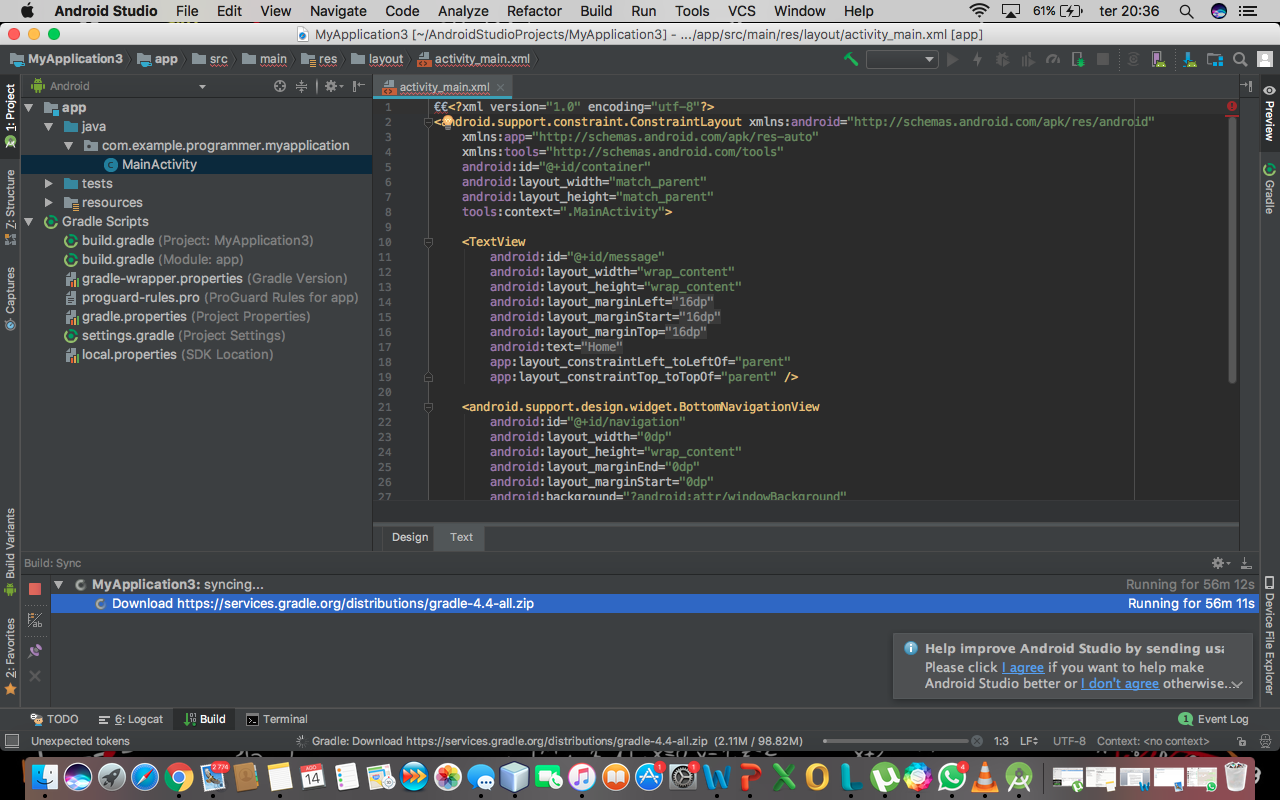 Android Studio File Edit View Navigate Code Analyze Refactor Build Run Tools VCS Window Help 61% ter 20:36
MyApplication3 [~/AndroidStudioProjects/MyApplication3] - .../app/src/main/res/layout/activity_main.xml [app]
MyApplication3 app src main res layout activity_main.xml
1: Project
Z: Structure
Captures
Build Variants
2: Favorites
Android
app
java
com.example.programmer.myapplication
MainActivity
tests
resources
Gradle Scripts
build.gradle (Project: MyApplication3)
build.gradle (Module: app)
gradle-wrapper.properties (Gradle Version)
proguard-rules.pro (ProGuard Rules for app)
gradle.properties (Project Properties)
settings.gradle (Project Settings)
local.properties (SDK Location)
activity_main.xml
1 €€<?xml version="1.0" encoding="utf-8"?>
2 <android.support.constraint.ConstraintLayout xmlns:android="http://schemas.android.com/apk/res/android"
3 xmlns:app="http://schemas.android.com/apk/res-auto"
4 xmlns:tools="http://schemas.android.com/tools"
5 android:id="@+id/container"
6 android:layout_width="match_parent"
7 android:layout_height="match_parent"
8 tools:context=".MainActivity">
9
10 <TextView
11 android:id="@+id/message"
12 android:layout_width="wrap_content"
13 android:layout_height="wrap_content"
14 android:layout_marginLeft="16dp"
15 android:layout_marginStart="16dp"
16 android:layout_marginTop="16dp"
17 android:text="Home"
18 app:layout_constraintLeft_toLeftOf="parent"
19 app:layout_constraintTop_toTopOf="parent" />
20
21 <android.support.design.widget.BottomNavigationView
22 android:id="@+id/navigation"
23 android:layout_width="0dp"
24 android:layout_height="wrap_content"
25 android:layout_marginEnd="0dp"
26 android:layout_marginStart="0dp"
27 android:background="?android:attr/windowBackground"
Design Text
Preview
Gradle
Device File Explorer
Build: Sync
MyApplication3: syncing... Running for 56m 12s
Download https://services.gradle.org/distributions/gradle-4.4-all.zip Running for 56m 11s
Help improve Android Studio by sending usa
Please click I agree if you want to help make
Android Studio better or I don't agree otherwise...
TODO 6: Logcat Build Terminal 1 Event Log
Unexpected tokens Gradle: Download https://services.gradle.org/distributions/gradle-4.4-all.zip (2.11M / 98.82M) 1:3 LF÷ UTF-8 Context: <no context>
2 774 14 1 1 4